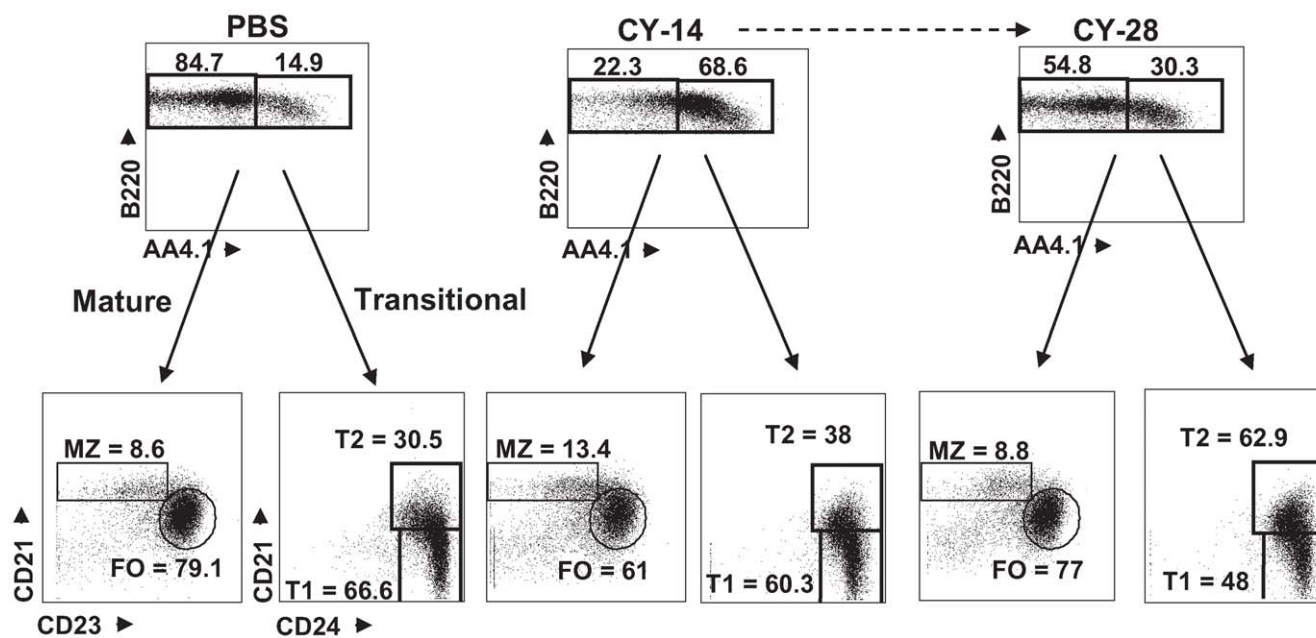 PBS
CY-14
CY-28
84.7 14.9
22.3 68.6
54.8 30.3
B220
B220
B220
AA4.1
AA4.1
AA4.1
Mature
Transitional
MZ = 8.6
T2 = 30.5
MZ = 13.4
T2 = 38
MZ = 8.8
T2 = 62.9
CD21
CD21
FO = 79.1
T1 = 66.6
FO = 61
T1 = 60.3
FO = 77
T1 = 48
CD23
CD24